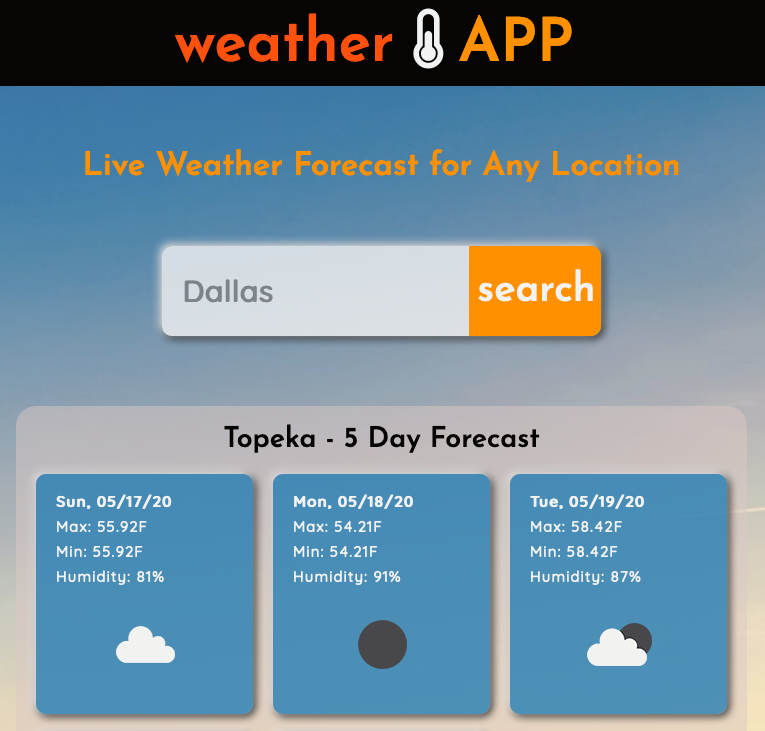 weather APP
Live Weather Forecast for Any Location
Dallas
search
Topeka - 5 Day Forecast
Sun, 05/17/20
Max: 55.92F
Min: 55.92F
Humidity: 81%
Mon, 05/18/20
Max: 54.21F
Min: 54.21F
Humidity: 91%
Tue, 05/19/20
Max: 58.42F
Min: 58.42F
Humidity: 87%